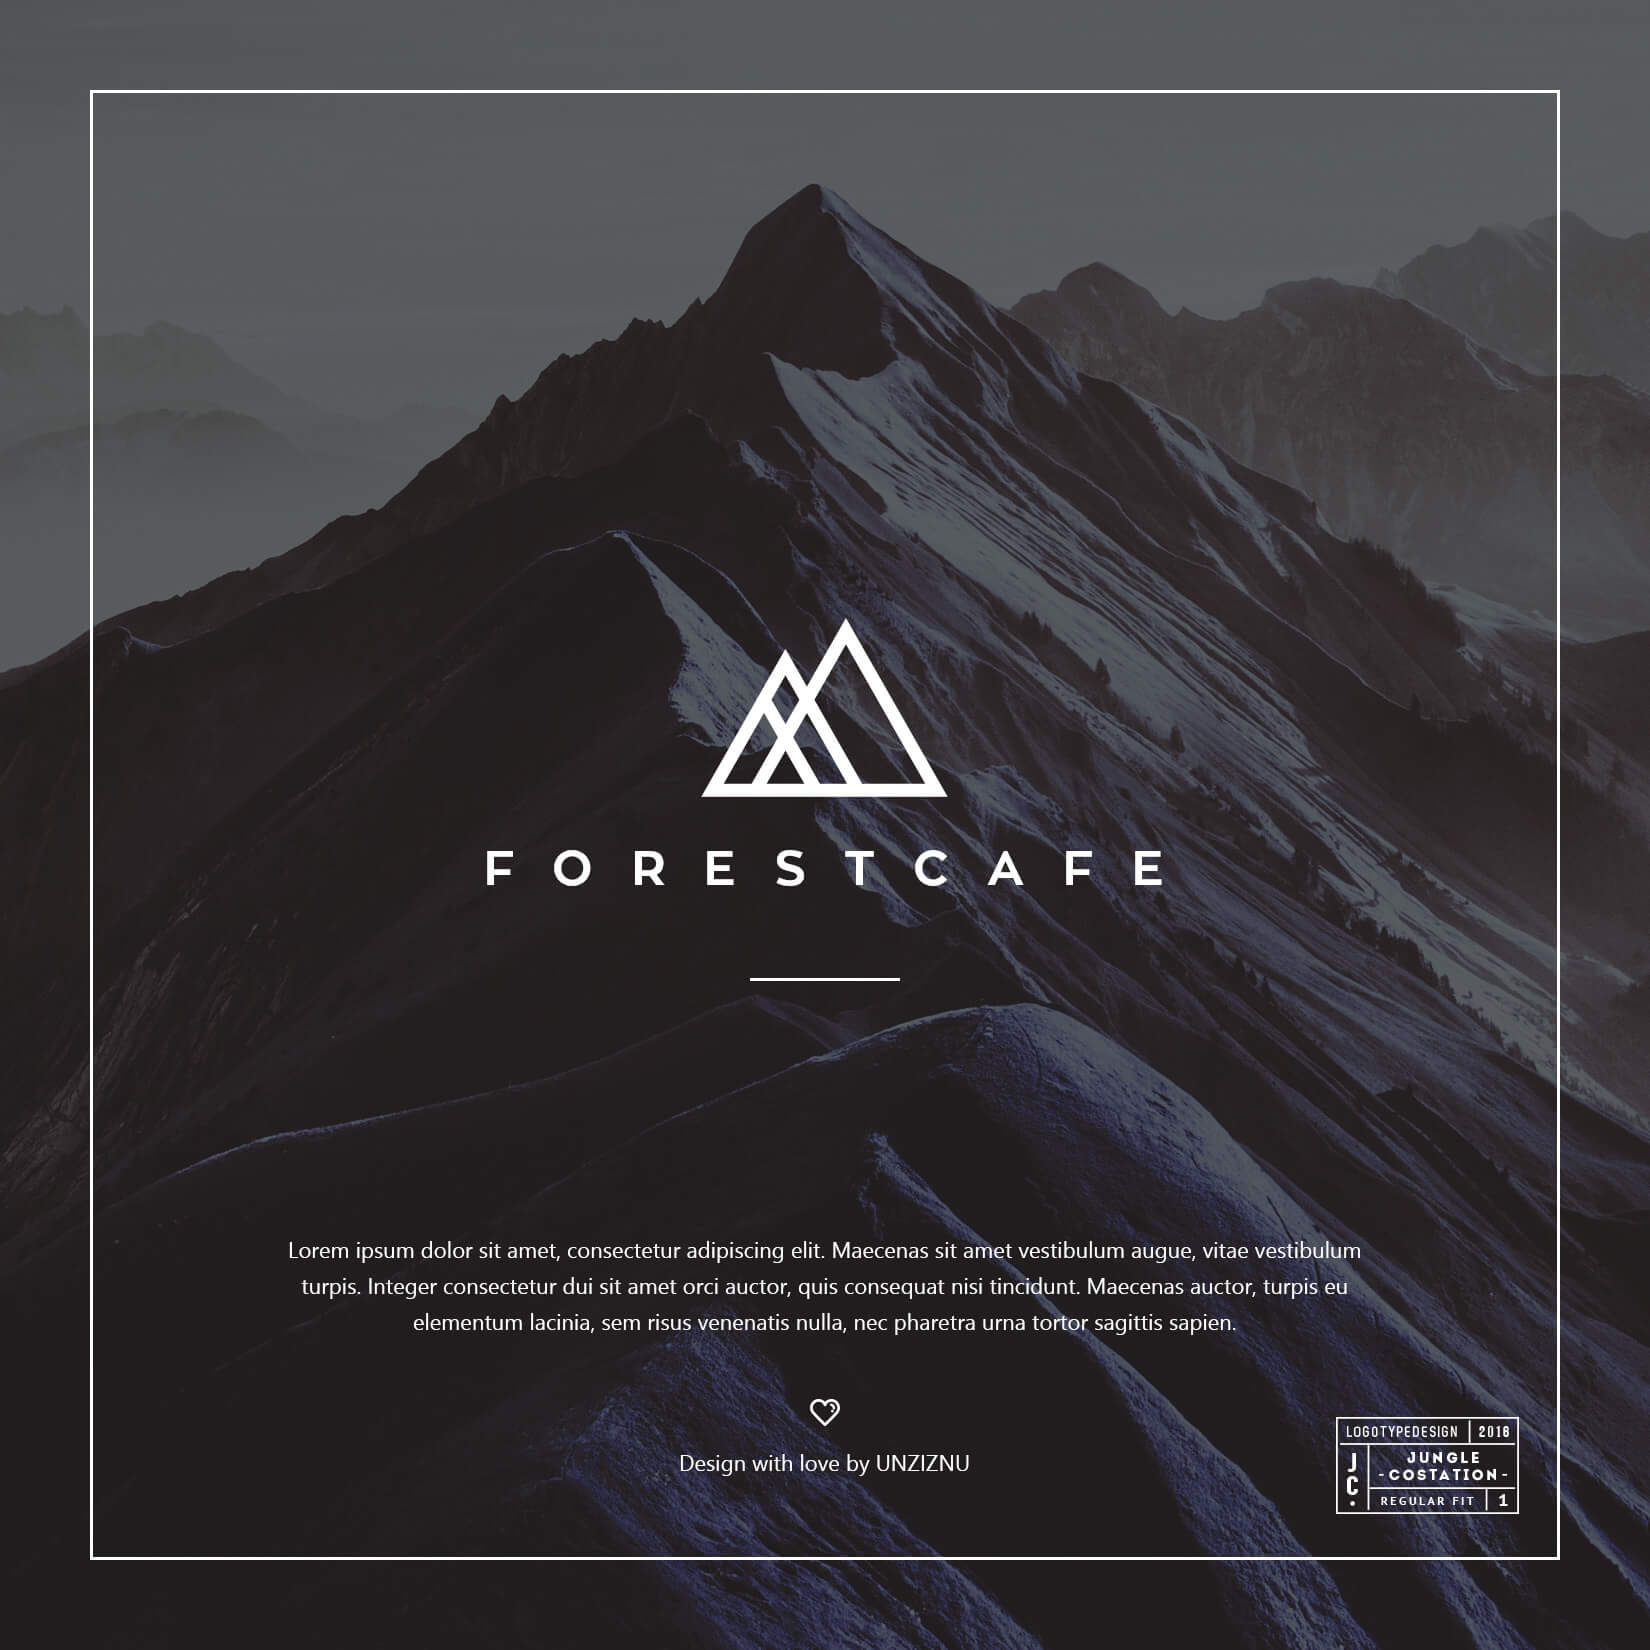 FORESTCAFE
Lorem ipsum dolor sit amet, consectetur adipiscing elit. Maecenas sit amet vestibulum augue, vitae vestibulum
turpis. Integer consectetur dui sit amet orci auctor, quis consequat nisi tincidunt. Maecenas auctor, turpis eu
elementum lacinia, sem risus venenatis nulla, nec pharetra urna tortor sagittis sapien.
Design with love by UNZIZNU
LOGOTYPEDESIGN 2018
JC.
JUNGLE
-COSTATION-
REGULAR FIT 1